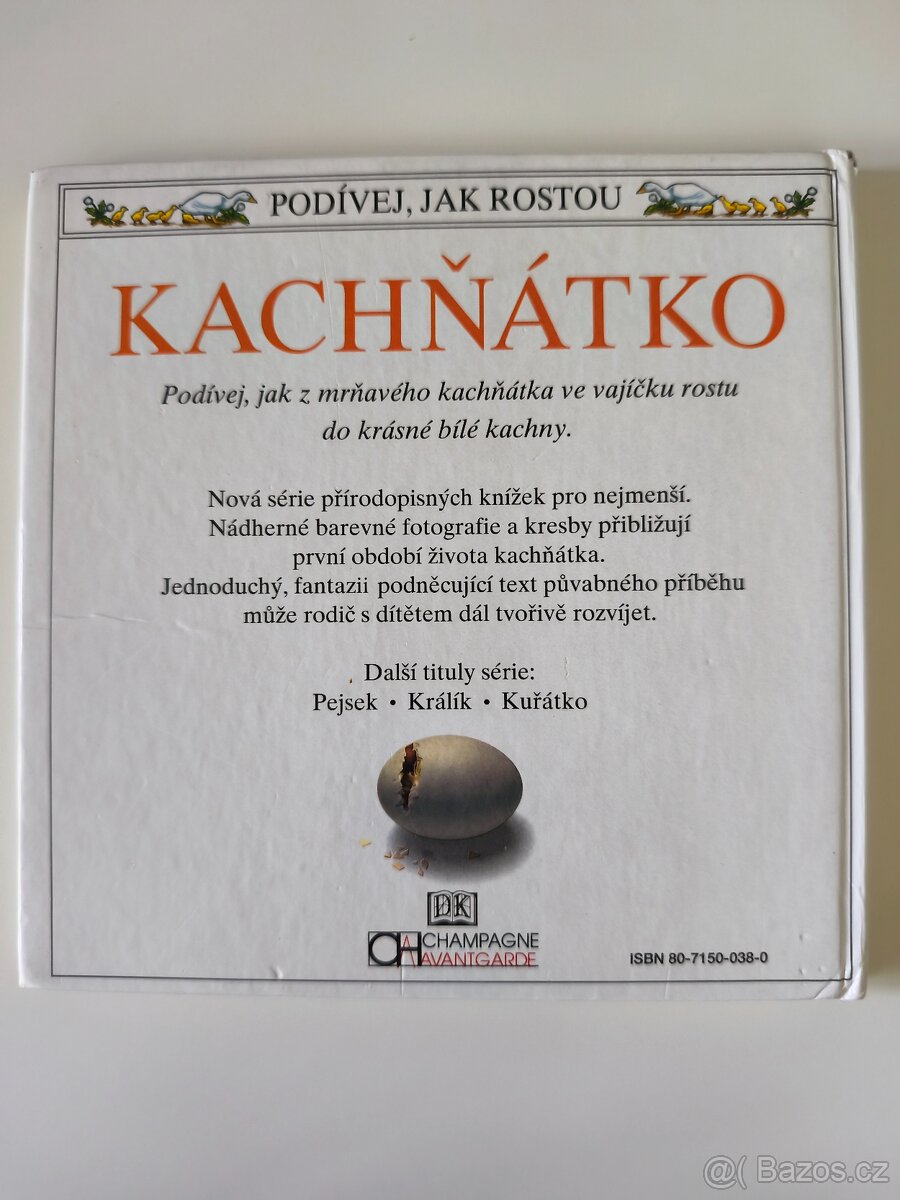 PODÍVEJ, JAK ROSTOU
KACHŇÁTKO
Podívej, jak z mrňavého kachňátka ve vajíčku rostu
do krásné bílé kachny.
Nová série přírodopisných knížek pro nejmenší.
Nádherné barevné fotografie a kresby přibližují
první období života kachňátka.
Jednoduchý, fantazii podněcující text půvabného příběhu
může rodič s dítětem dál tvořivě rozvíjet.
Další tituly série:
Pejsek • Králík • Kuřátko
DK
CHAMPAGNE
AVANTGARDE
ISBN 80-7150-038-0
@( Bazos.cz